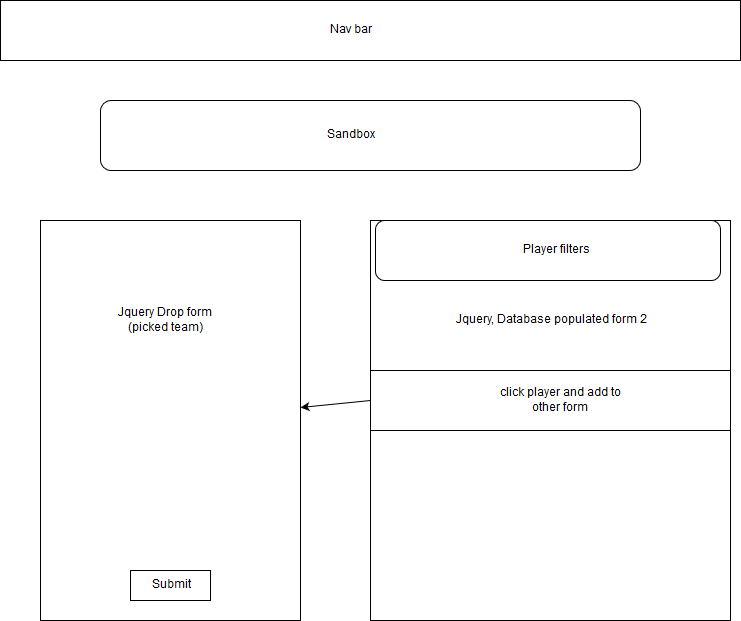 Nav bar
Sandbox
Player filters
Jquery Drop form
(picked team)
Jquery, Database populated form 2
click player and add to
other form
Submit